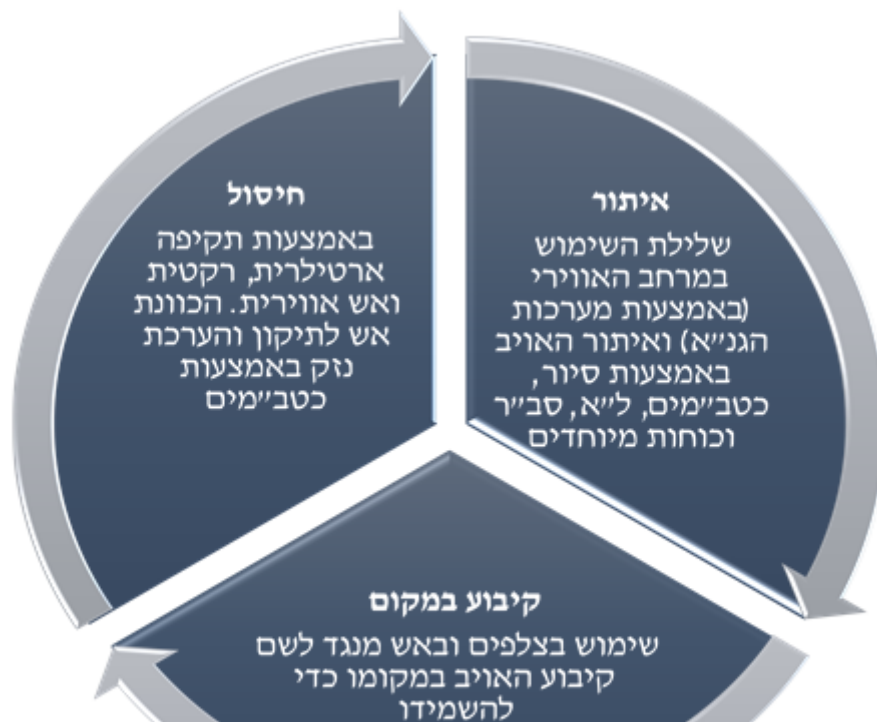 איתור
שלילת השימוש
במרחב האווירי
(באמצעות מערכות
הגנ״א) ואיתור האויב
באמצעות סיור,
כטב״מים, ל״א, סב״ר
וכוחות מיוחדים
קיבוע במקום
שימוש בצלפים ובאש מנגד לשם
קיבוע האויב במקומו כדי
להשמידו
חיסול
באמצעות תקיפה
ארטילרית, רקטית
ואש אווירית. הכוונת
אש לתיקון והערכת
נזק באמצעות
כטב״מים